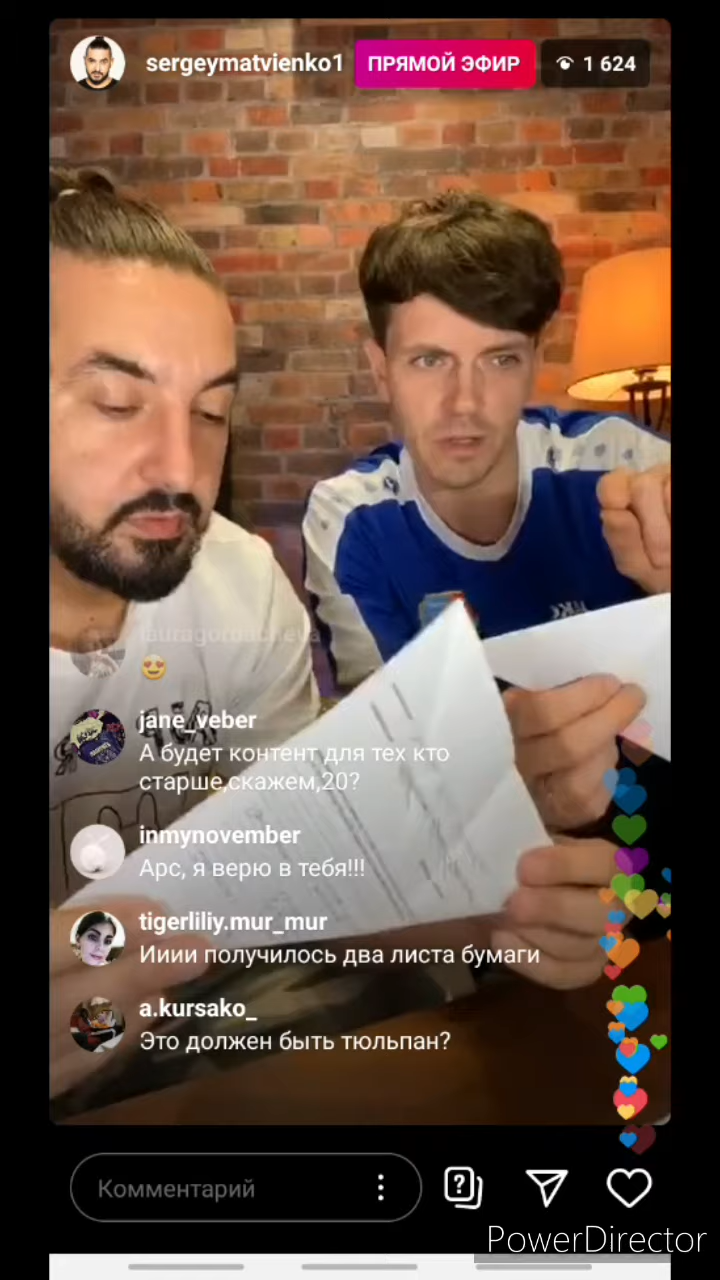 sergeymatvienko1 ПРЯМОЙ ЭФИР 1 624
jane_veber
А будет контент для тех кто
старше,скажем,20?
inmynovember
Арс, я верю в тебя!!!
tigerliliy.mur_mur
Ииии получилось два листа бумаги
a.kursako_
Это должен быть тюльпан?
Комментарий
PowerDirector